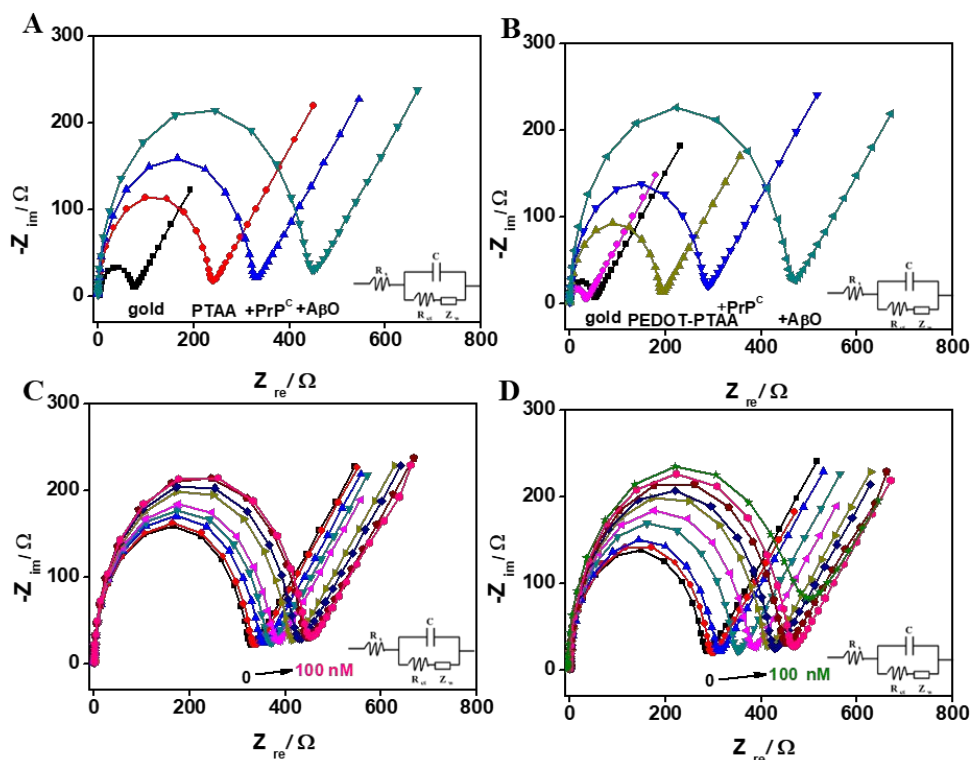 A
300
200
100
0
-Z im/ Ω
0 200 400 600 800
Z re/ Ω
gold PTAA +PrP^C +AβO
C
R s
R ct Z w
B
300
200
100
0
-Z im/ Ω
0 200 400 600 800
Z re/ Ω
+PrP^C
gold PEDOT-PTAA +AβO
C
R s
R ct Z w
C
300
200
100
0
-Z im/ Ω
0 200 400 600 800
Z re/ Ω
0 100 nM
C
R s
R ct Z w
D
300
200
100
0
-Z im/ Ω
0 200 400 600 800
Z re/ Ω
0 100 nM
C
R s
R ct Z w